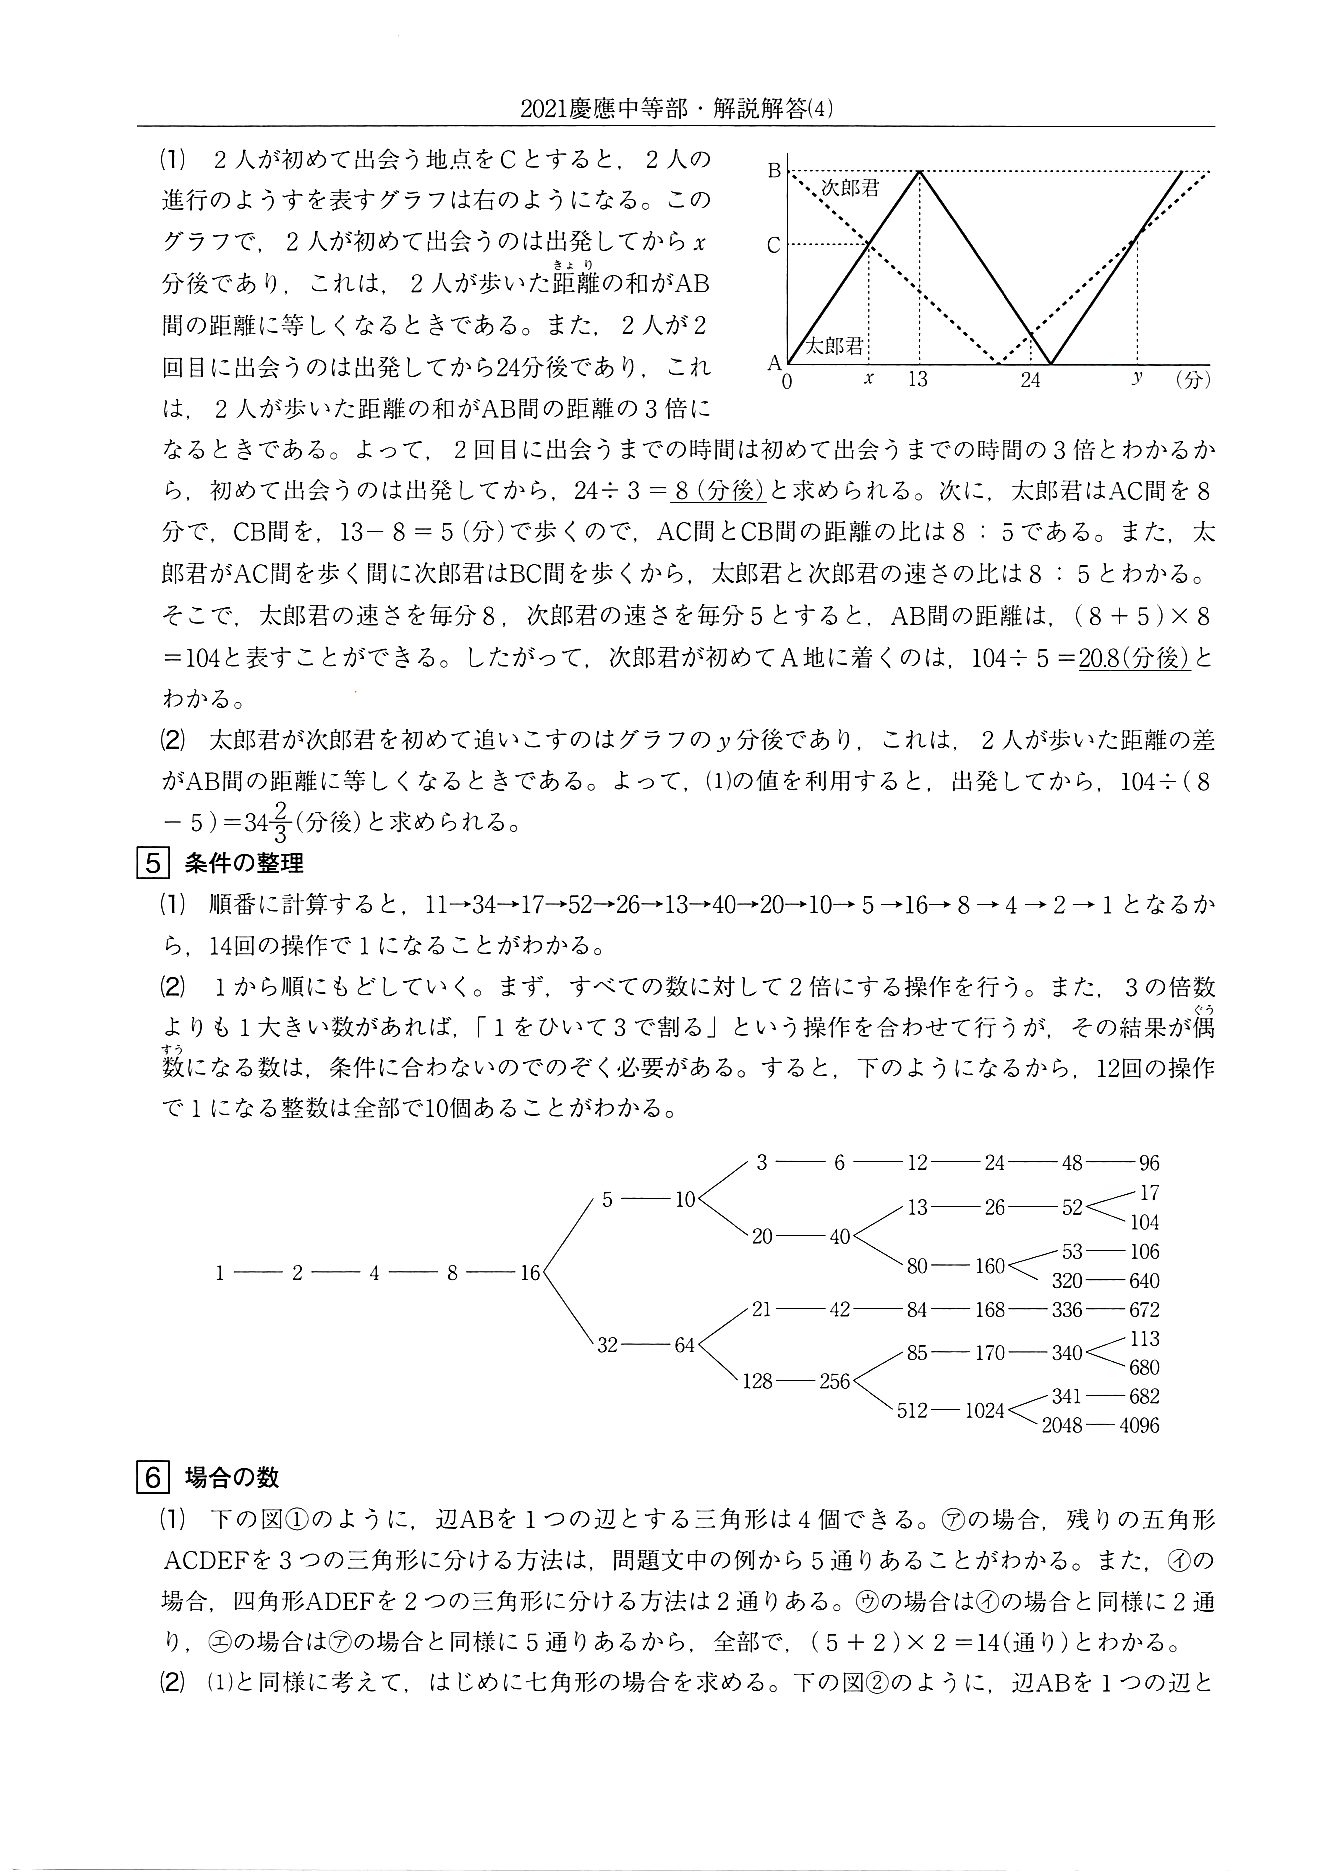 2021慶應中等部・解説解答(4)
(1) 2人が初めて出会う地点をCとすると，2人の
進行のようすを表すグラフは右のようになる。この
グラフで，2人が初めて出会うのは出発してからx
きょり
分後であり，これは，2人が歩いた距離の和がAB
間の距離に等しくなるときである。また，2人が2
回目に出会うのは出発してから24分後であり，これ
は，2人が歩いた距離の和がAB間の距離の3倍に
B
次郎君
C
太郎君
A
0 x 13 24 y (分)
なるときである。よって，2回目に出会うまでの時間は初めて出会うまでの時間の3倍とわかるか
ら，初めて出会うのは出発してから，24÷3＝8(分後)と求められる。次に，太郎君はAC間を8
分で，CB間を，13－8＝5(分)で歩くので，AC間とCB間の距離の比は8：5である。また，太
郎君がAC間を歩く間に次郎君はBC間を歩くから，太郎君と次郎君の速さの比は8：5とわかる。
そこで，太郎君の速さを毎分8，次郎君の速さを毎分5とすると，AB間の距離は，(8＋5)×8
＝104と表すことができる。したがって，次郎君が初めてA地に着くのは，104÷5＝20.8(分後)と
わかる。
(2) 太郎君が次郎君を初めて追いこすのはグラフのy分後であり，これは，2人が歩いた距離の差
がAB間の距離に等しくなるときである。よって，(1)の値を利用すると，出発してから，104÷(8
－5)＝34 2/3(分後)と求められる。
5 条件の整理
(1) 順番に計算すると，11→34→17→52→26→13→40→20→10→5→16→8→4→2→1となるか
ら，14回の操作で1になることがわかる。
(2) 1から順にもどしていく。まず，すべての数に対して2倍にする操作を行う。また，3の倍数
ぐう
よりも1大きい数があれば，「1をひいて3で割る」という操作を合わせて行うが，その結果が偶
すう
数になる数は，条件に合わないのでのぞく必要がある。すると，下のようになるから，12回の操作
で1になる整数は全部で10個あることがわかる。
3 6 12 24 48 96
17
5 10 13 26 52
104
20 40
53 106
80 160
1 2 4 8 16
320 640
21 42 84 168 336 672
113
32 64 85 170 340
680
128 256
341 682
512 1024
2048 4096
6 場合の数
(1) 下の図①のように，辺ABを1つの辺とする三角形は4個できる。㋐の場合，残りの五角形
ACDEFを3つの三角形に分ける方法は，問題文中の例から5通りあることがわかる。また，㋑の
場合，四角形ADEFを2つの三角形に分ける方法は2通りある。㋒の場合は㋑の場合と同様に2通
り，㋓の場合は㋐の場合と同様に5通りあるから，全部で，(5＋2)×2＝14(通り)とわかる。
(2) (1)と同様に考えて，はじめに七角形の場合を求める。下の図②のように，辺ABを1つの辺と